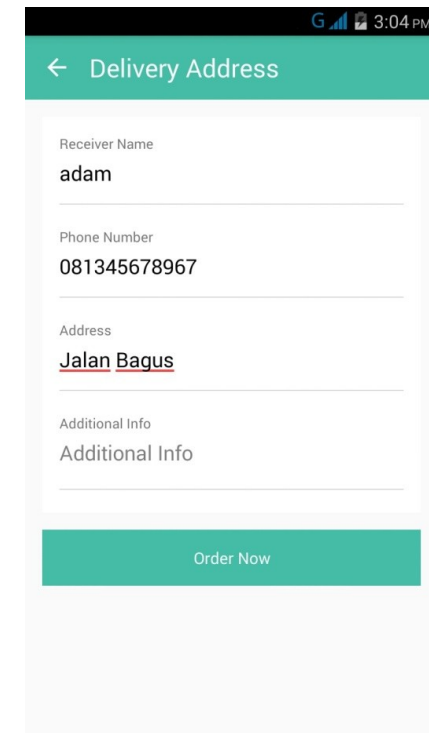 G 3:04 PM
Delivery Address
Receiver Name
adam
Phone Number
081345678967
Address
Jalan Bagus
Additional Info
Additional Info
Order Now